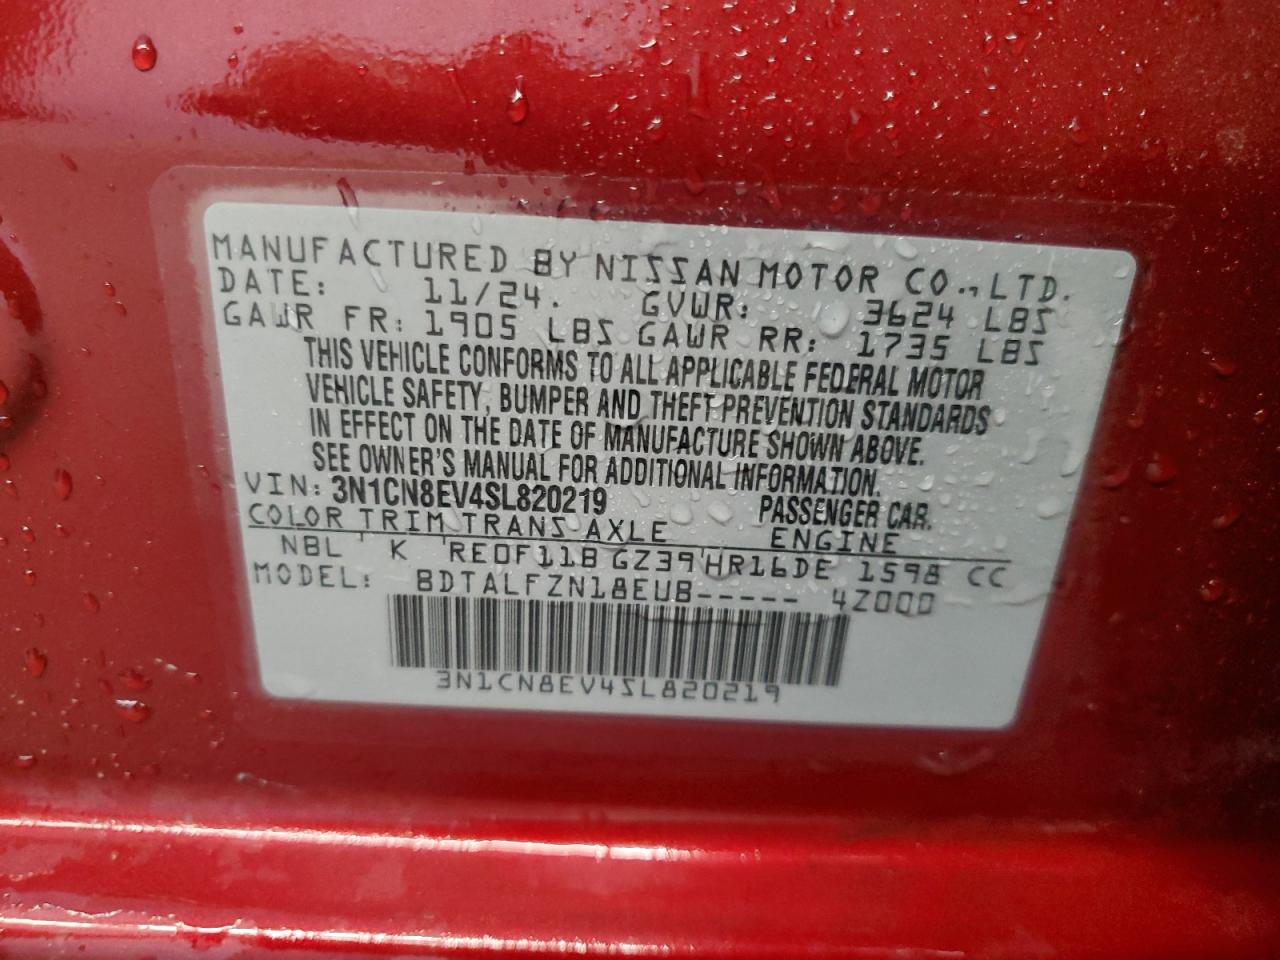 MANUFACTURED BY NISSAN MOTOR CO., LTD.
DATE: 11/24. GVWR: 3624 LBS
GAWR FR: 1905 LBS GAWR RR: 1735 LBS
THIS VEHICLE CONFORMS TO ALL APPLICABLE FEDERAL MOTOR
VEHICLE SAFETY, BUMPER AND THEFT PREVENTION STANDARDS
IN EFFECT ON THE DATE OF MANUFACTURE SHOWN ABOVE.
SEE OWNER'S MANUAL FOR ADDITIONAL INFORMATION.
VIN: 3N1CN8EV4SL820219 PASSENGER CAR.
COLOR TRIM TRANS AXLE ENGINE
NBL K RE0F11B GZ39 HR16DE 1598 CC
MODEL: BDTALFZN18EUB----- 4Z000
3N1CN8EV4SL820219